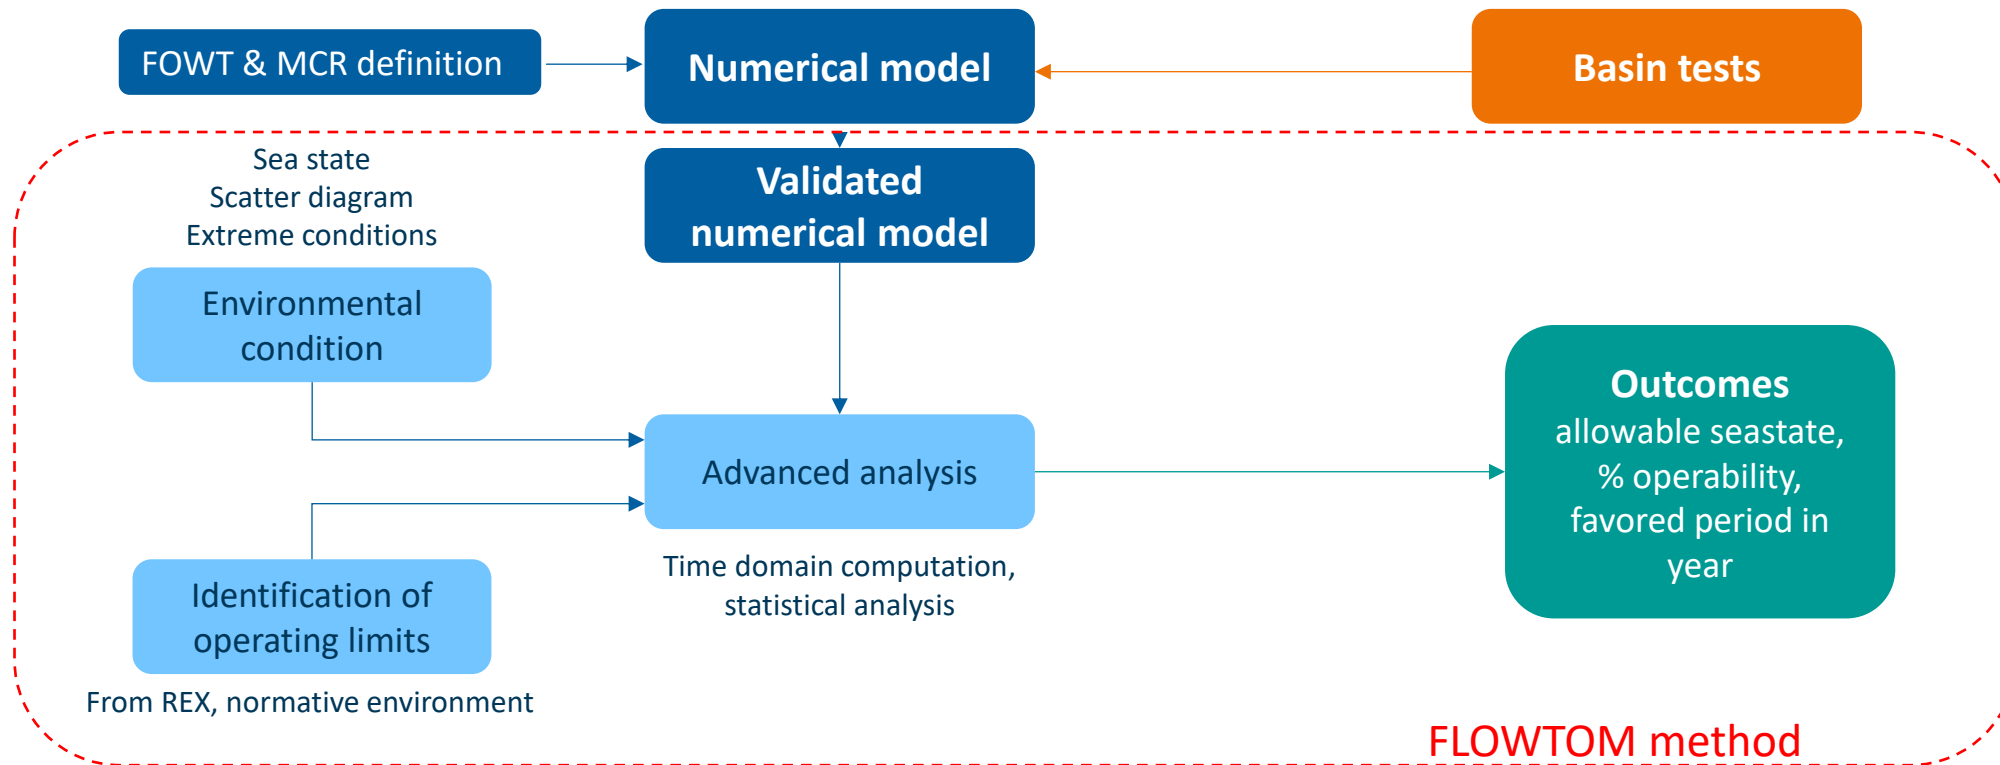 FOWT & MCR definition
Numerical model
Basin tests
Sea state
Scatter diagram
Extreme conditions
Validated
numerical model
Environmental
condition
Advanced analysis
Time domain computation,
statistical analysis
Identification of
operating limits
From REX, normative environment
Outcomes
allowable seastate,
% operability,
favored period in
year
FLOWTOM method